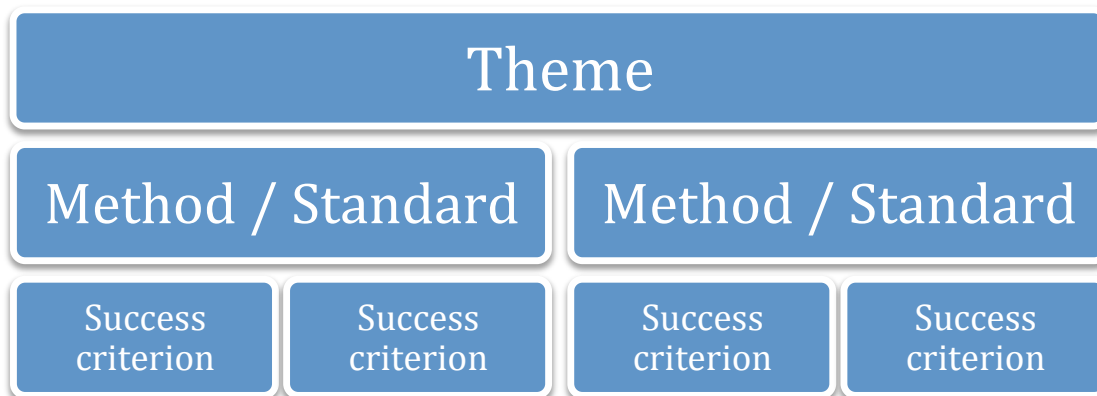 Theme
Method / Standard
Method / Standard
Success
criterion
Success
criterion
Success
criterion
Success
criterion